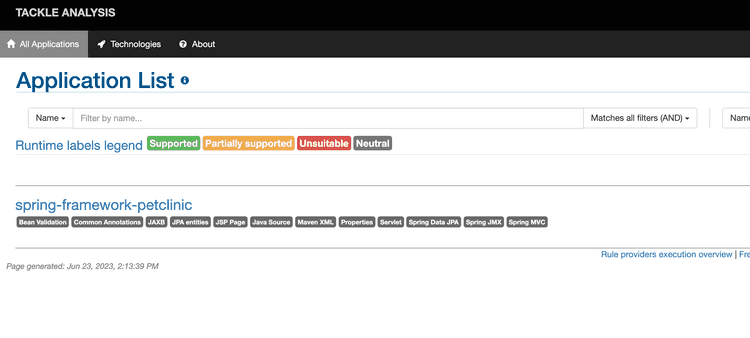 TACKLE ANALYSIS
All Applications Technologies About
Application List
Name Filter by name... Matches all filters (AND) Name
Runtime labels legend Supported Partially supported Unsuitable Neutral
spring-framework-petclinic
Bean Validation Common Annotations JAXB JPA entities JSP Page Java Source Maven XML Properties Servlet Spring Data JPA Spring JMX Spring MVC
Rule providers execution overview | Fre
Page generated: Jun 23, 2023, 2:13:39 PM